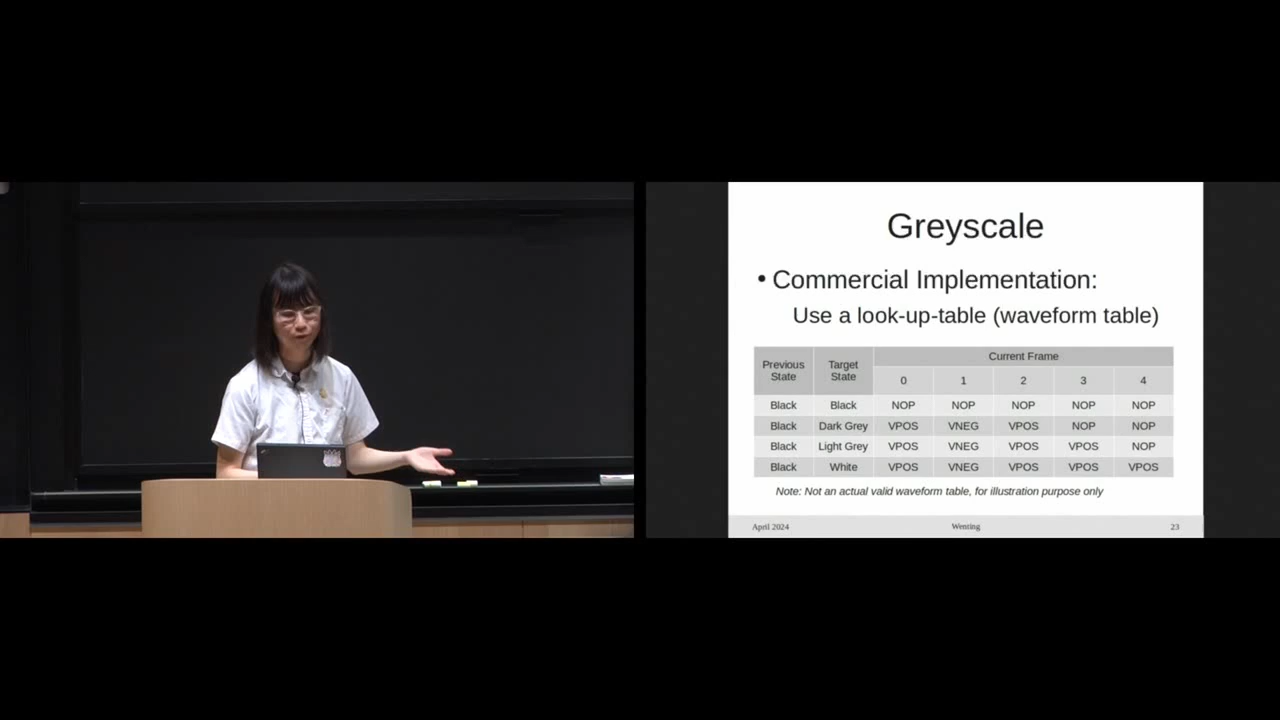 Greyscale
• Commercial Implementation:
Use a look-up-table (waveform table)
Previous State Target State Current Frame
0 1 2 3 4
Black Black NOP NOP NOP NOP NOP
Black Dark Grey VPOS VNEG VPOS NOP NOP
Black Light Grey VPOS VNEG VPOS VPOS NOP
Black White VPOS VNEG VPOS VPOS VPOS
Note: Not an actual valid waveform table, for illustration purpose only
April 2024 Wenting 23